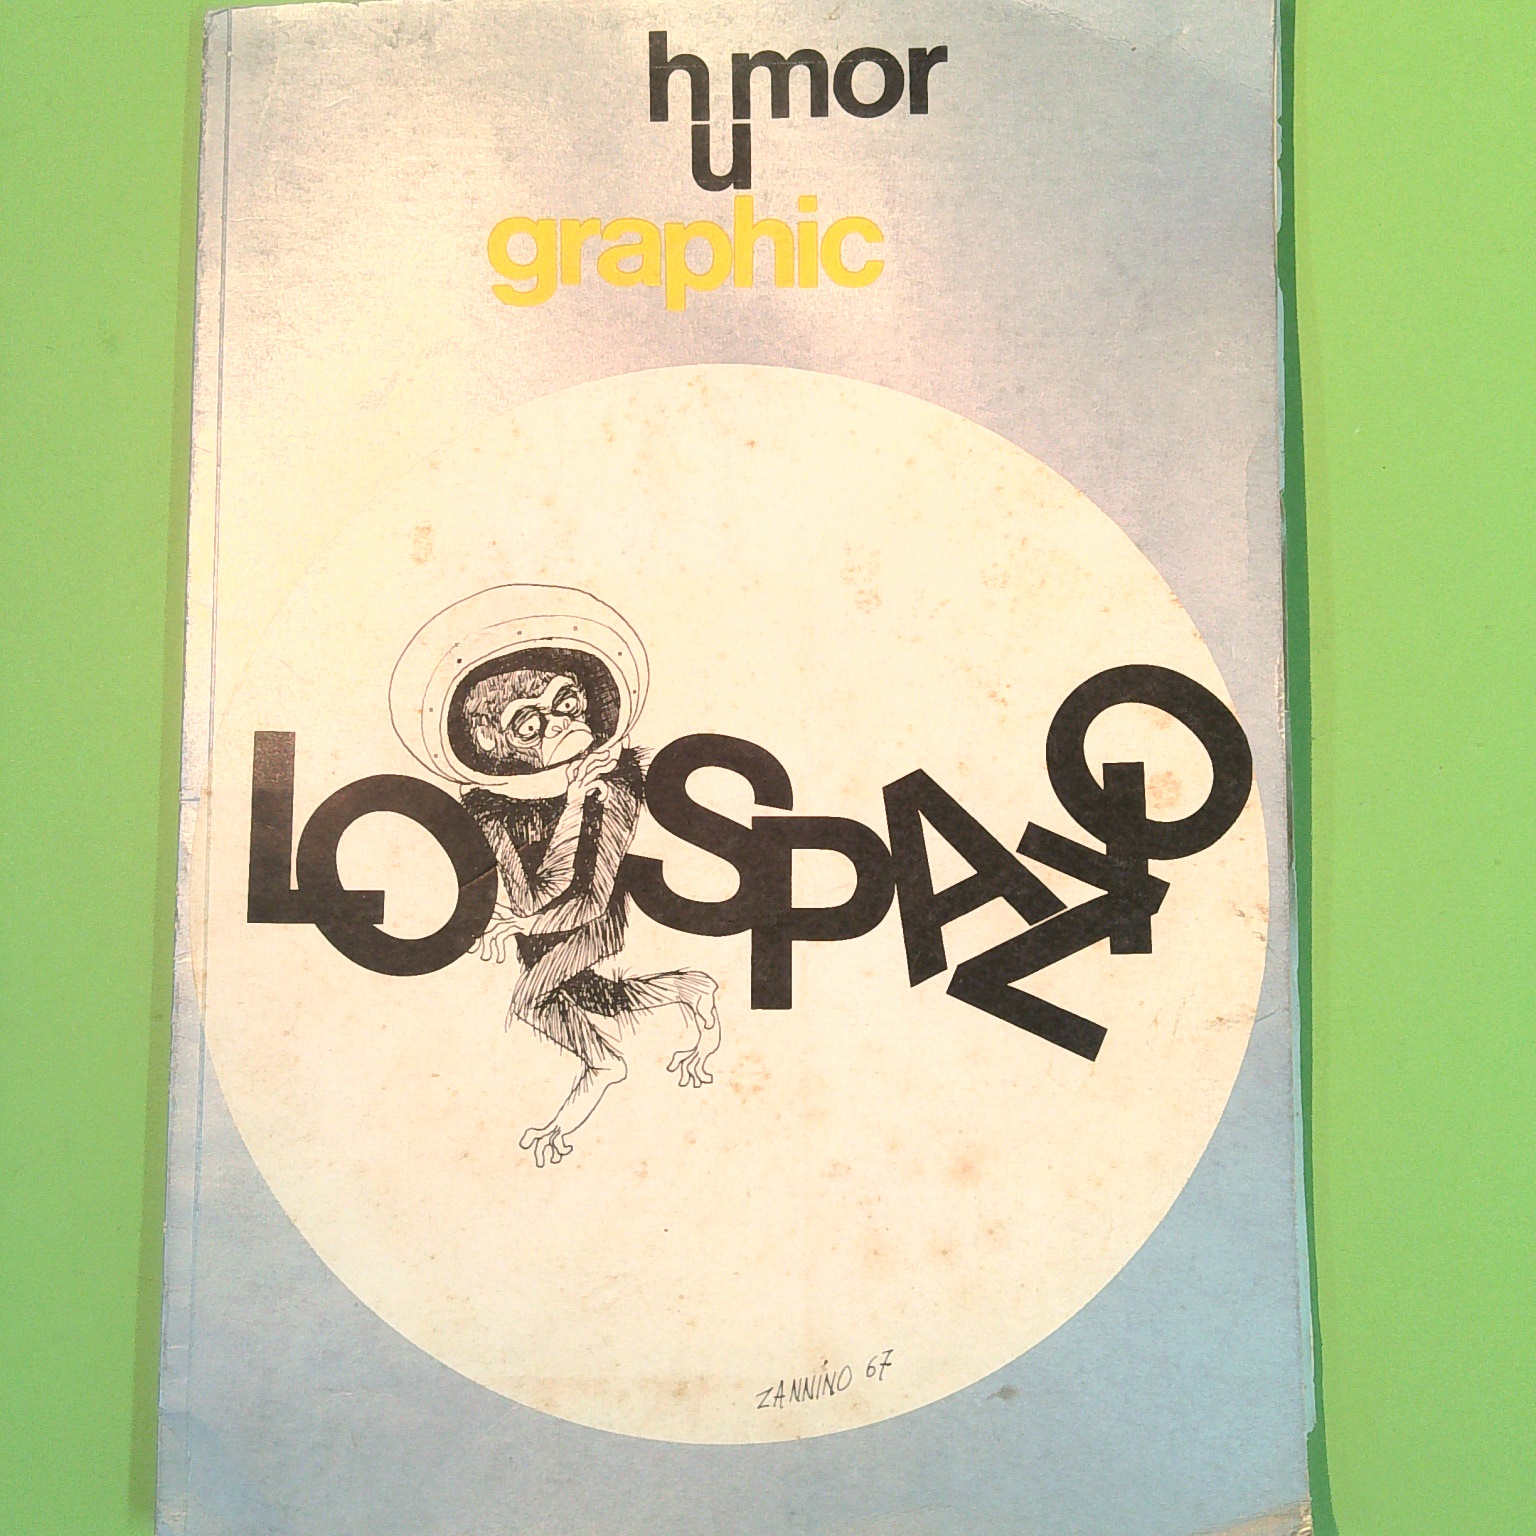 humor
graphic
LO SPAZIO
ZANNINO 67